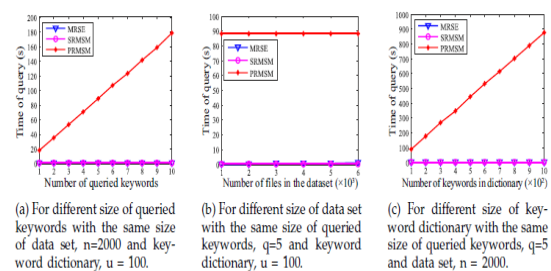 Time of query (s)
200
180
160
140
120
100
80
60
40
20
0
MRSE
SRMSM
PRMSM
1 2 3 4 5 6 7 8 9 10
Number of queried keywords
(a) For different size of queried
keywords with the same size
of data set, n=2000 and key-
word dictionary, u = 100.
Time of query (s)
100
90
80
70
60
50
40
30
20
10
0
MRSE
SRMSM
PRMSM
1 2 3 4 5 6
Number of files in the dataset (×10³)
(b) For different size of data set
with the same size of queried
keywords, q=5 and keyword
dictionary, u = 100.
Time of query (s)
1000
900
800
700
600
500
400
300
200
100
0
MRSE
SRMSM
PRMSM
1 2 3 4 5 6 7 8 9 10
Number of keywords in dictionary (×10²)
(c) For different size of key-
word dictionary with the same
size of queried keywords, q=5
and data set, n = 2000.